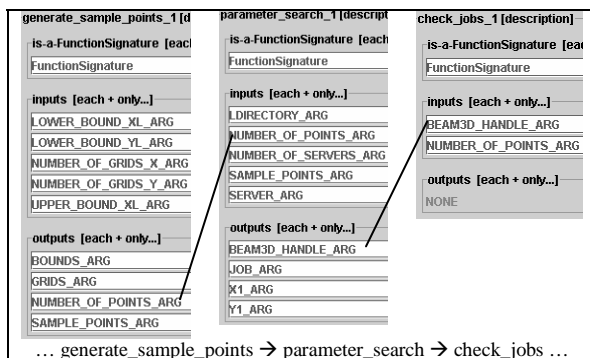 generate_sample_points_1 [d
is-a-FunctionSignature [eac
FunctionSignature
inputs [each + only...]
LOWER_BOUND_XL_ARG
LOWER_BOUND_YL_ARG
NUMBER_OF_GRIDS_X_ARG
NUMBER_OF_GRIDS_Y_ARG
UPPER_BOUND_XL_ARG
outputs [each + only...]
BOUNDS_ARG
GRIDS_ARG
NUMBER_OF_POINTS_ARG
SAMPLE_POINTS_ARG
parameter_search_1 [descript
is-a-FunctionSignature [each
FunctionSignature
inputs [each + only...]
LDIRECTORY_ARG
NUMBER_OF_POINTS_ARG
NUMBER_OF_SERVERS_ARG
SAMPLE_POINTS_ARG
SERVER_ARG
outputs [each + only...]
BEAM3D_HANDLE_ARG
JOB_ARG
X1_ARG
Y1_ARG
check_jobs_1 [description]
is-a-FunctionSignature [ea
FunctionSignature
inputs [each + only...]
BEAM3D_HANDLE_ARG
NUMBER_OF_POINTS_ARG
outputs [each + only...]
NONE
… generate_sample_points → parameter_search → check_jobs …